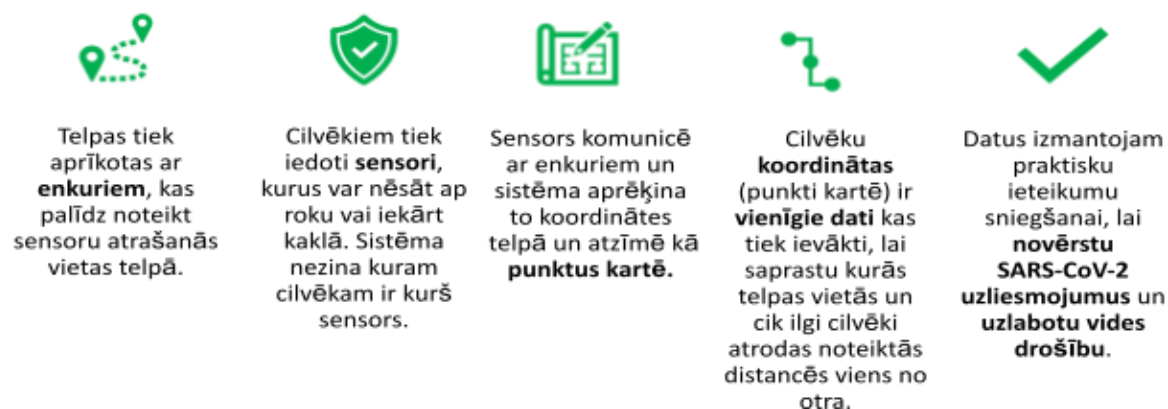 Telpas tiek
aprīkotas ar
enkuriem, kas
palīdz noteikt
sensoru atrašanās
vietas telpā.
Cilvēkiem tiek
iedoti sensori,
kurus var nēsāt ap
roku vai iekārt
kaklā. Sistēma
nezina kuram
cilvēkam ir kurš
sensors.
Sensors komunicē
ar enkuriem un
sistēma aprēķina
to koordinātes
telpā un atzīmē kā
punktus kartē.
Cilvēku
koordinātas
(punkti kartē) ir
vienīgie dati kas
tiek ievākti, lai
saprastu kurās
telpas vietās un
cik ilgi cilvēki
atrodas noteiktās
distancēs viens no
otra.
Datus izmantojam
praktisku
ieteikumu
sniegšanai, lai
novērstu
SARS-CoV-2
uzliesmojumus un
uzlabotu vides
drošību.